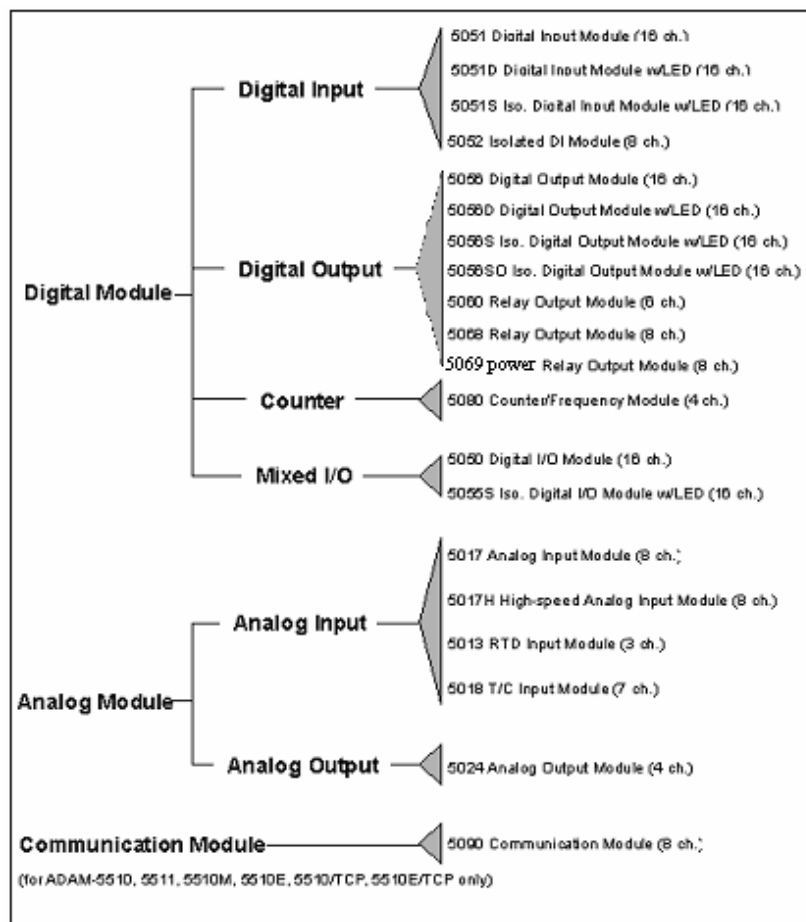 Digital Module
Digital Input
5051 Digital Input Module (16 ch.)
5051D Digital Input Module w/LED (16 ch.)
5051S Iso. Digital Input Module w/LED (16 ch.)
5052 Isolated DI Module (8 ch.)
Digital Output
5056 Digital Output Module (16 ch.)
5056D Digital Output Module w/LED (16 ch.)
5056S Iso. Digital Output Module w/LED (16 ch.)
5056SO Iso. Digital Output Module w/LED (16 ch.)
5060 Relay Output Module (6 ch.)
5068 Relay Output Module (8 ch.)
5069 power Relay Output Module (8 ch.)
Counter
5080 Counter/Frequency Module (4 ch.)
Mixed I/O
5050 Digital I/O Module (16 ch.)
5055S Iso. Digital I/O Module w/LED (16 ch.)
Analog Module
Analog Input
5017 Analog Input Module (8 ch.)
5017H High-speed Analog Input Module (8 ch.)
5013 RTD Input Module (3 ch.)
5018 T/C Input Module (7 ch.)
Analog Output
5024 Analog Output Module (4 ch.)
Communication Module
5090 Communication Module (8 ch.)
(for ADAM-5510, 5511, 5510M, 5510E, 5510/TCP, 5510E/TCP only)